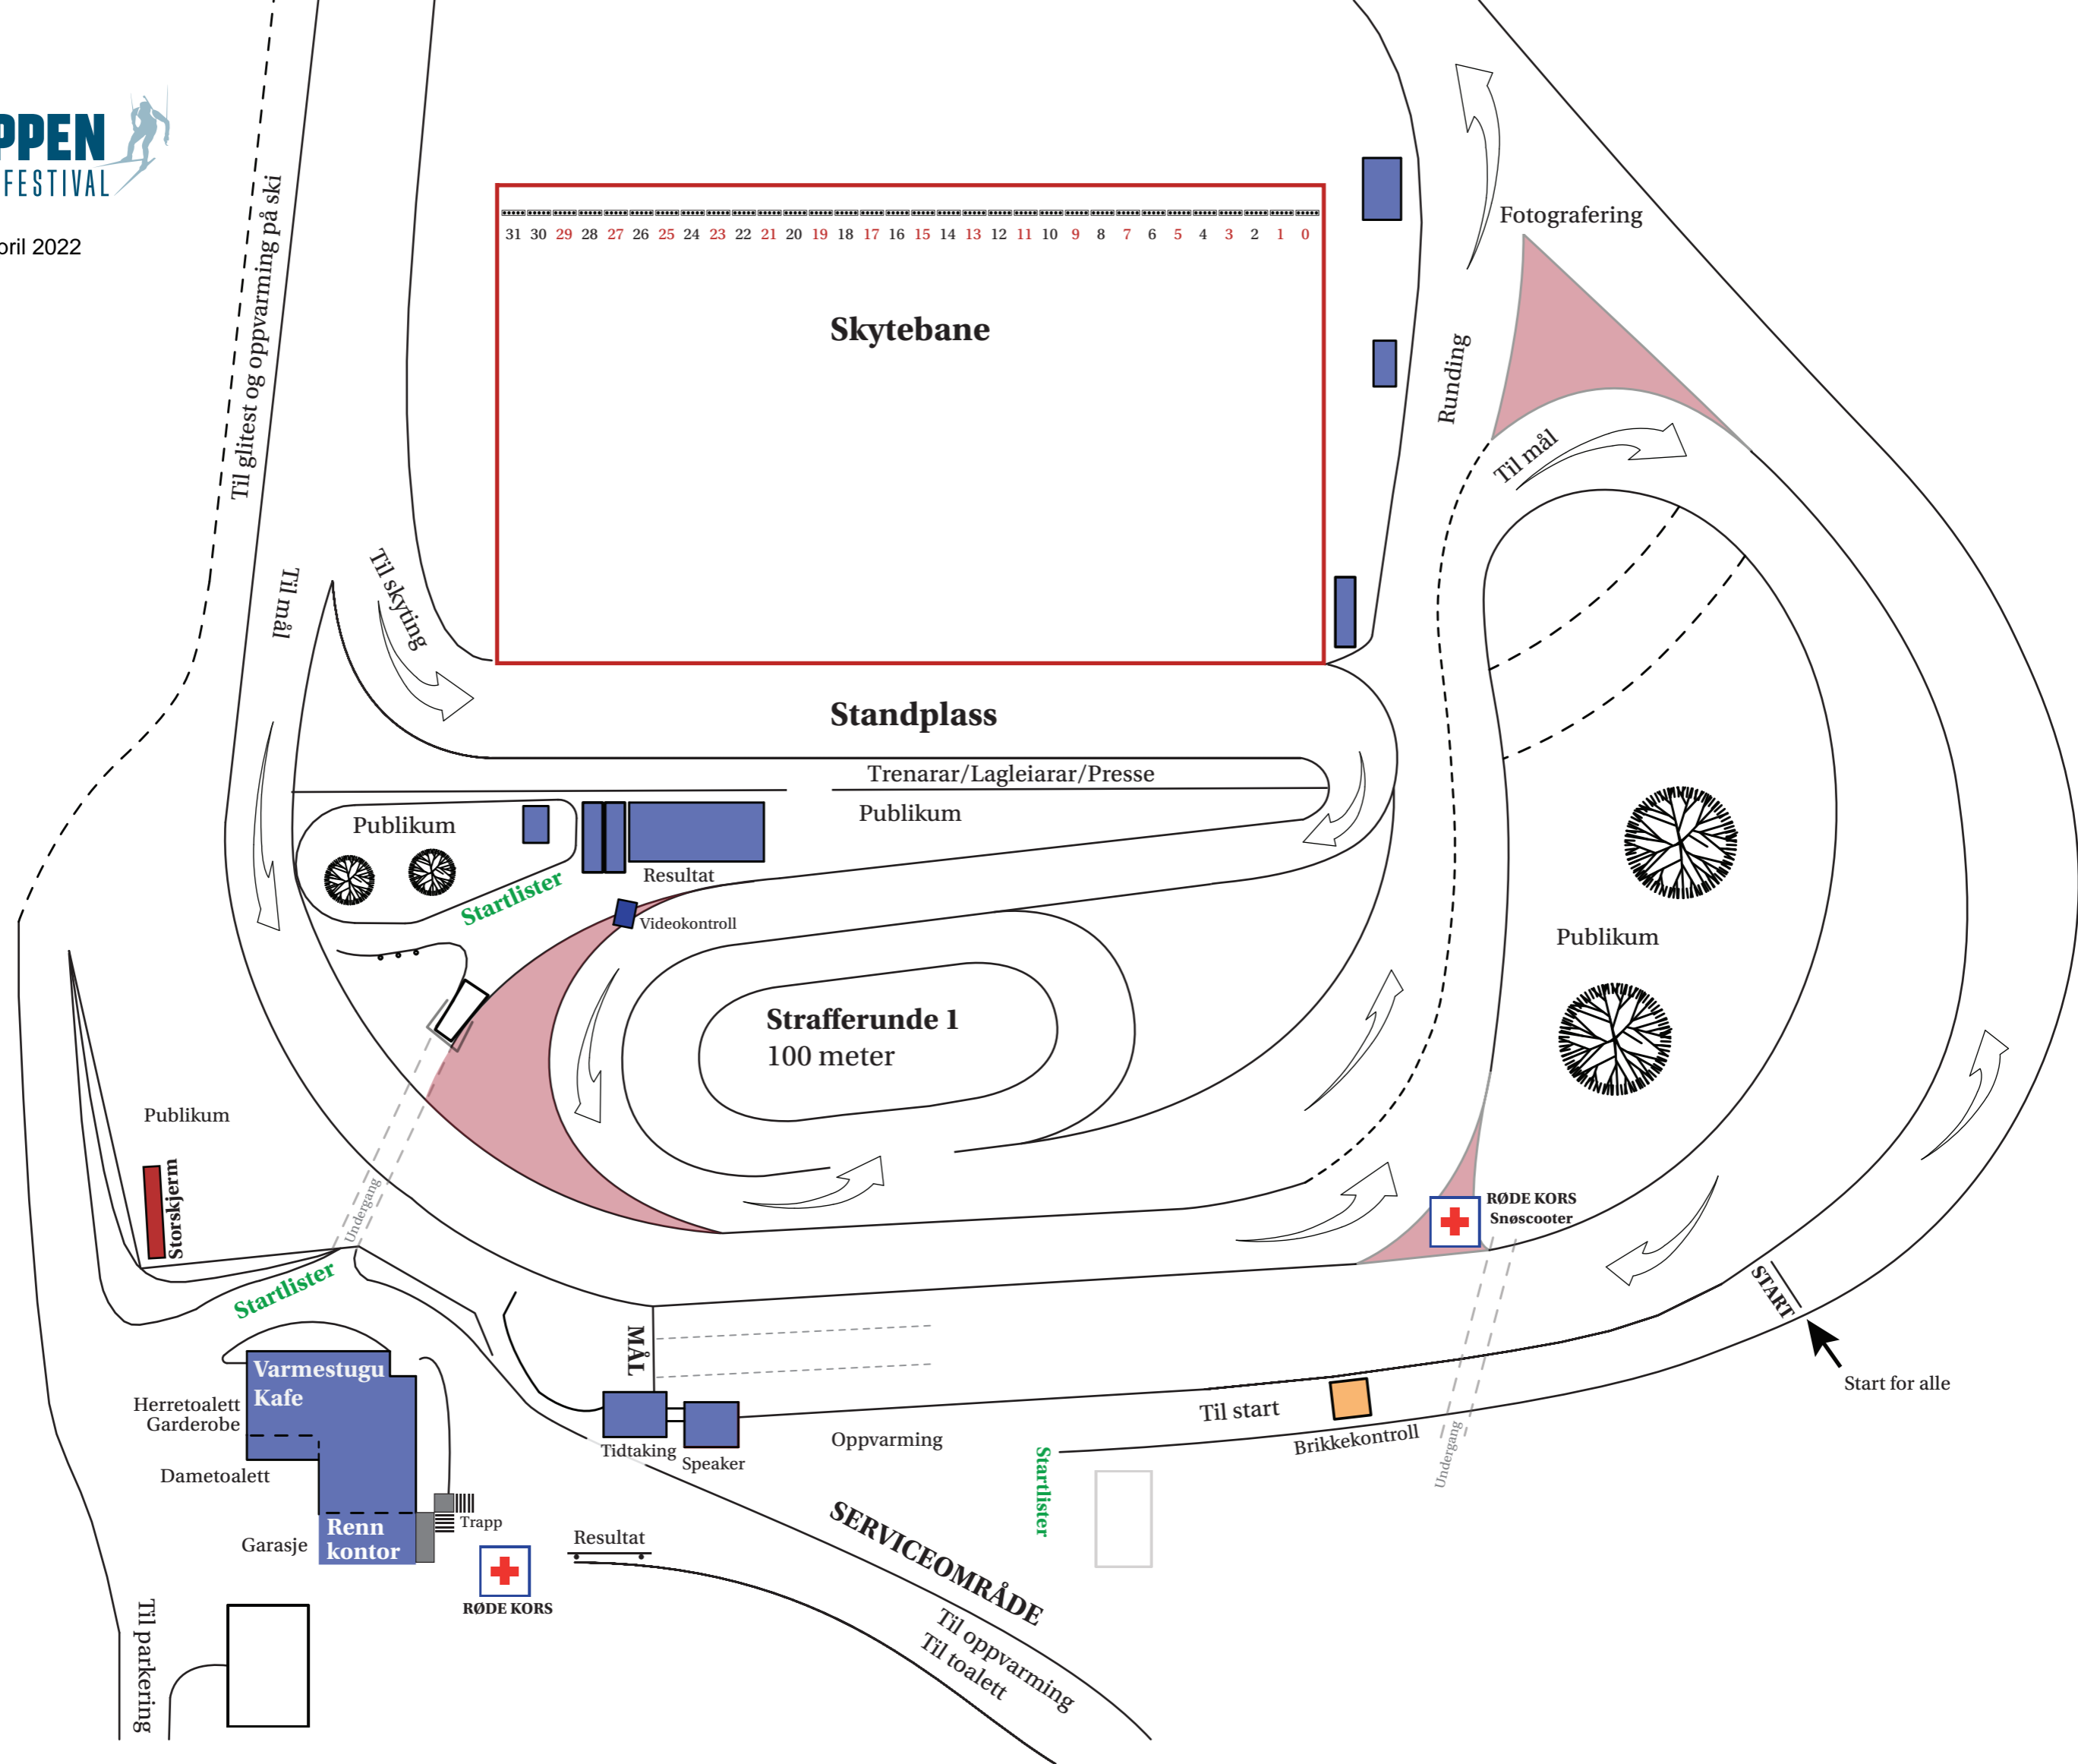 PPEN
FESTIVAL
pril 2022
Til glitest og oppvarming på ski
31 30 29 28 27 26 25 24 23 22 21 20 19 18 17 16 15 14 13 12 11 10 9 8 7 6 5 4 3 2 1 0
Skytebane
Fotografering
Runding
Til mål
Til mål
Til skyting
Standplass
Trenarar/Lagleiarar/Presse
Publikum
Publikum
Resultat
Startlister
Videokontroll
Publikum
Strafferunde 1
100 meter
Publikum
Storskjerm
Undergang
RØDE KORS
Snøscooter
Startlister
START
MÅL
Start for alle
Varmestugu
Kafe
Herretoalett
Garderobe
Dametoalett
Til start
Oppvarming
Brikkekontroll
Undergang
Tidtaking
Speaker
Startlister
Trapp
Renn
kontor
Garasje
Resultat
RØDE KORS
SERVICEOMRÅDE
Til oppvarming
Til toalett
Til parkering